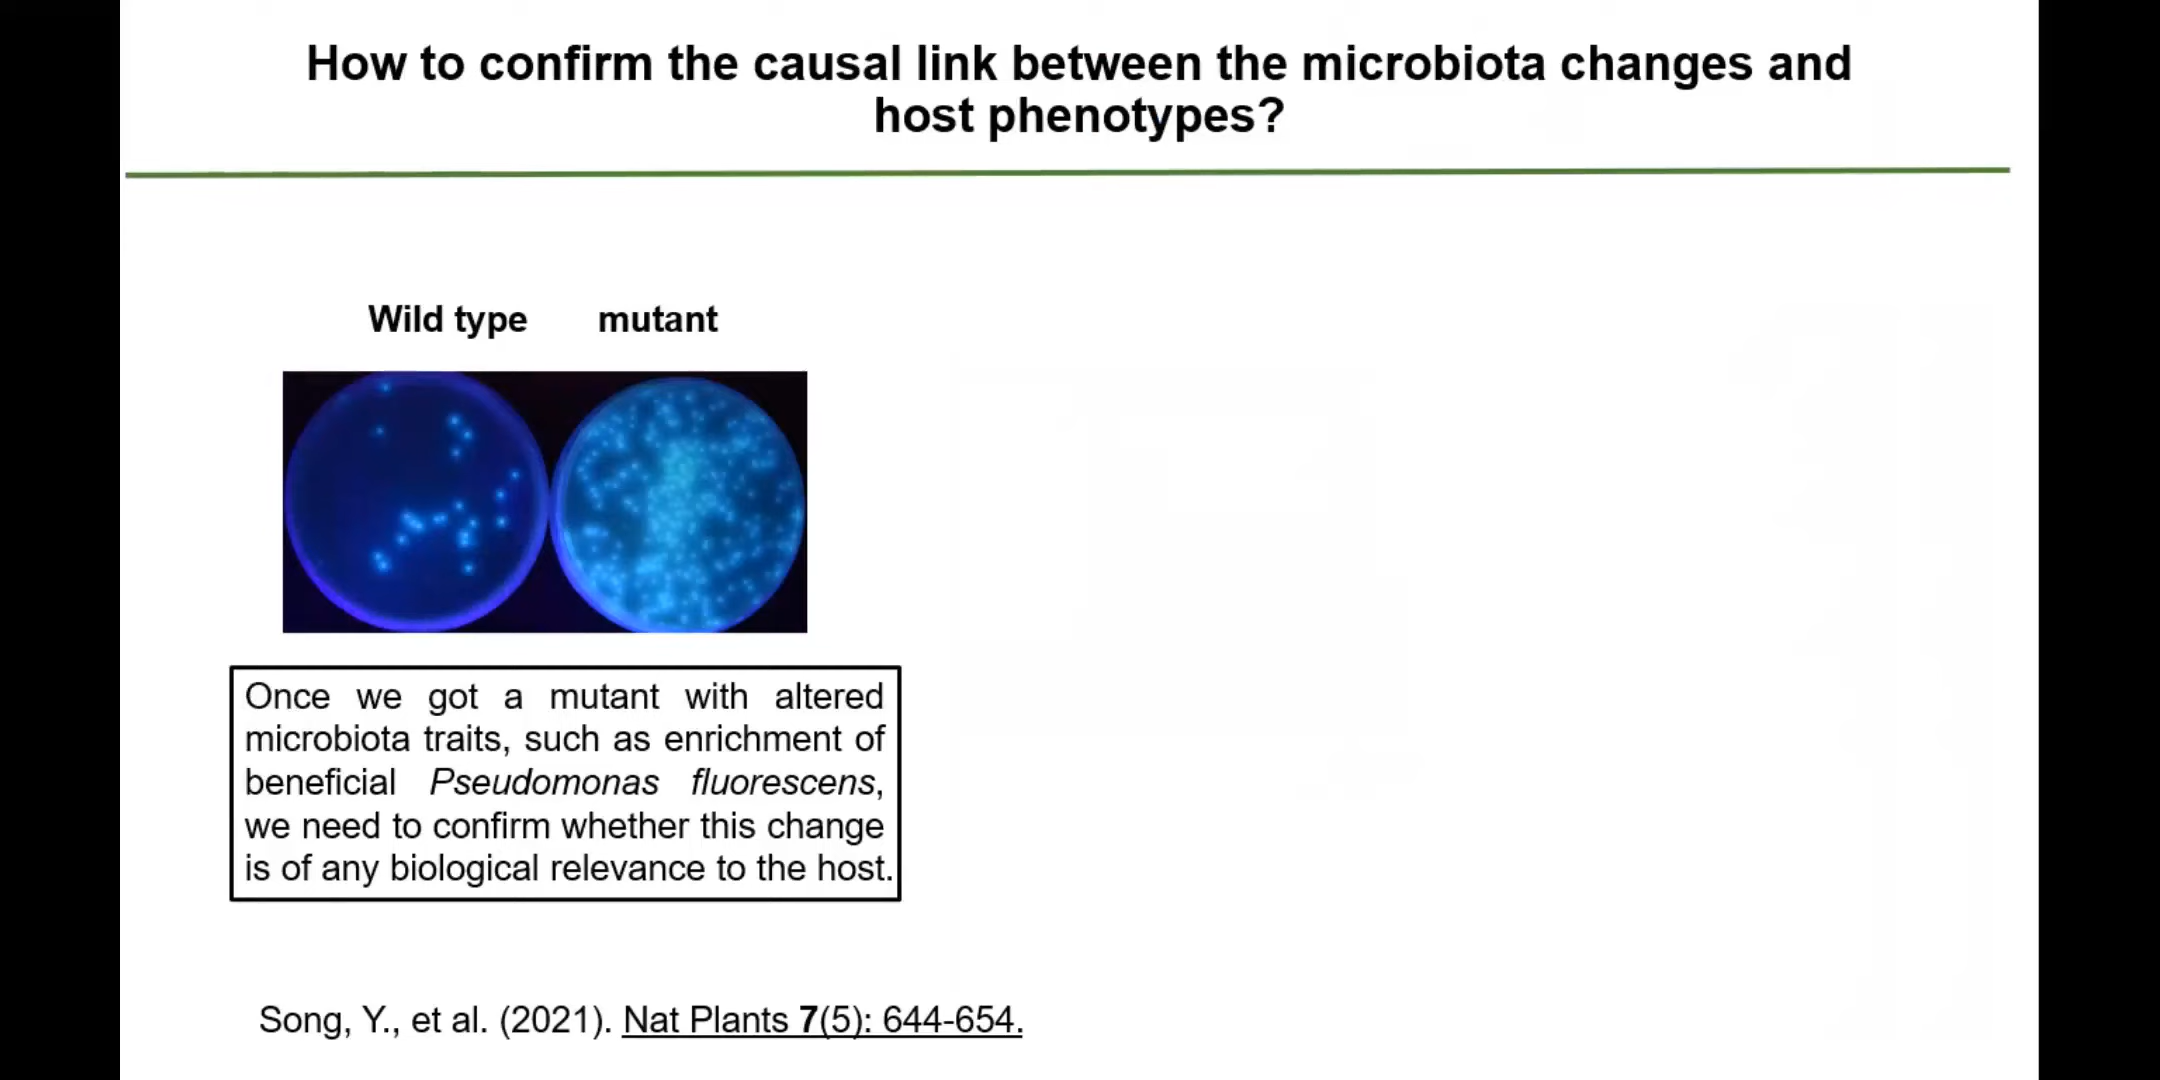 How to confirm the causal link between the microbiota changes and
host phenotypes?
Wild type mutant
Once we got a mutant with altered
microbiota traits, such as enrichment of
beneficial Pseudomonas fluorescens,
we need to confirm whether this change
is of any biological relevance to the host.
Song, Y., et al. (2021). Nat Plants 7(5): 644-654.